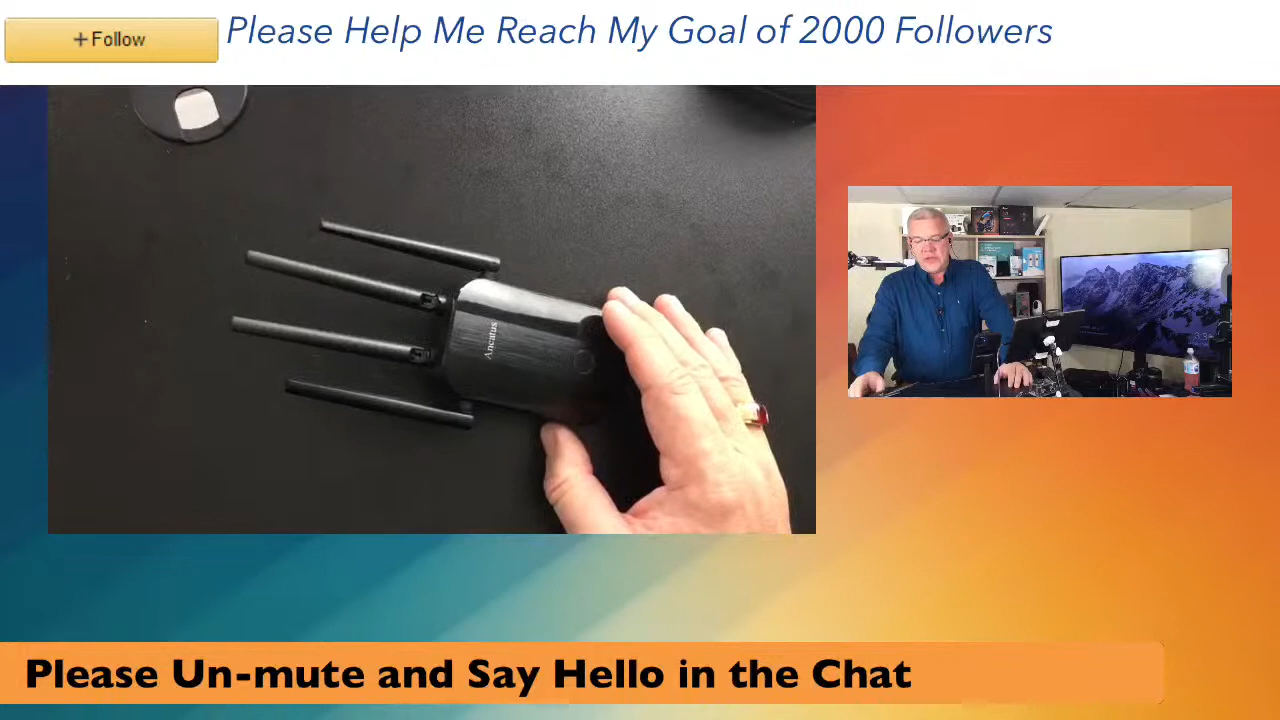 +Follow
Please Help Me Reach My Goal of 2000 Followers
Ancatus
Please Un-mute and Say Hello in the Chat